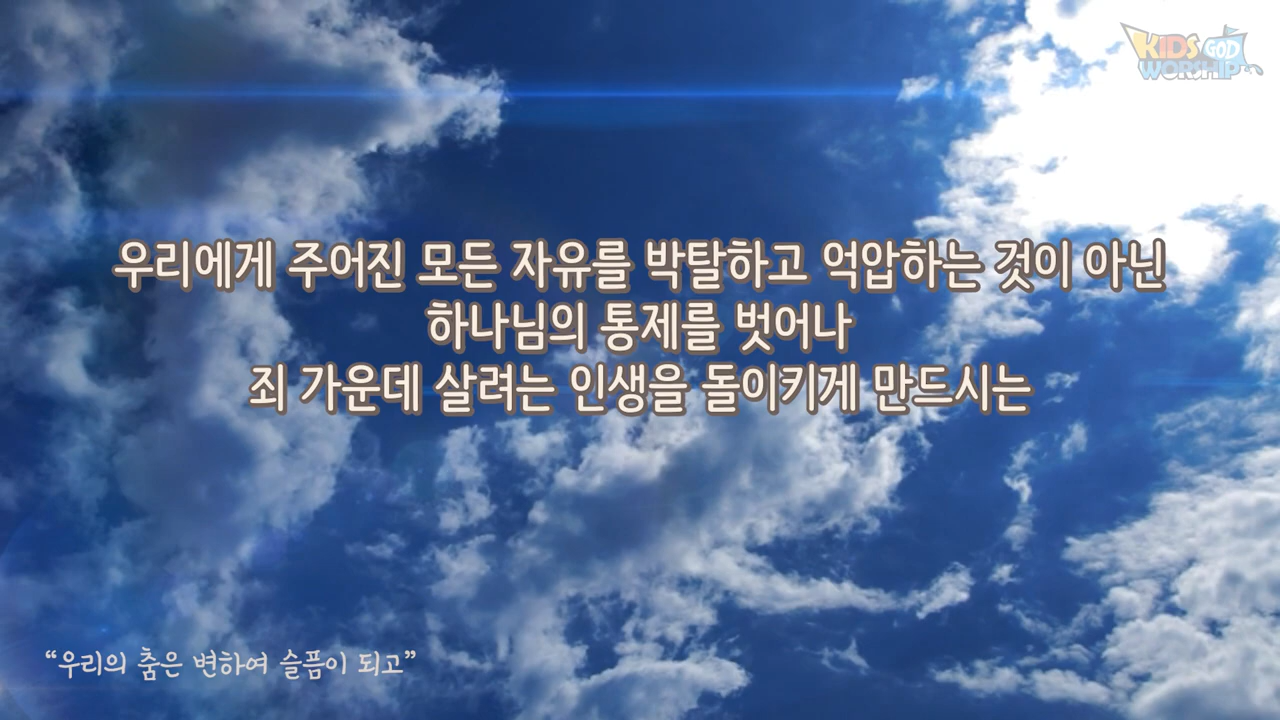 KIDS GOD
WORSHIP
우리에게 주어진 모든 자유를 박탈하고 억압하는 것이 아닌
하나님의 통제를 벗어나
죄 가운데 살려는 인생을 돌이키게 만드시는
“우리의 춤은 변하여 슬픔이 되고”